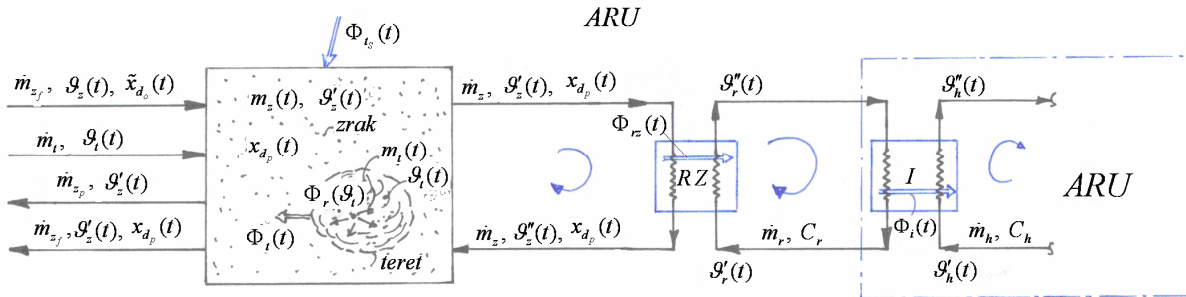 ARU
Φ_{t_s}(t)
ṁ_{z_f}, ϑ_z(t), x̃_{d_o}(t)
m_z(t), ϑ'_z(t)
ṁ_z, ϑ'_z(t), x_{d_p}(t)
ϑ''_r(t)
ϑ''_h(t)
zrak
Φ_{rz}(t)
ṁ_t, ϑ_t(t)
x_{d_p}(t)
m_t(t)
ϑ_t(t)
RZ
I
ARU
ṁ_{z_p}, ϑ'_z(t)
Φ_r(ϑ_t)
Φ_i(t)
ṁ_{z_f}, ϑ'_z(t), x_{d_p}(t)
Φ_t(t)
ṁ_z, ϑ''_z(t), x_{d_p}(t)
ṁ_r, C_r
ṁ_h, C_h
teret
ϑ'_r(t)
ϑ'_h(t)